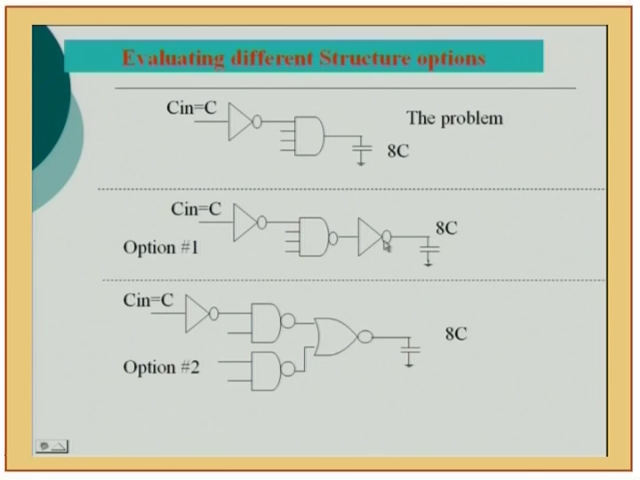 Evaluating different Structure options
Cin=C
The problem
8C
Cin=C
8C
Option #1
Cin=C
8C
Option #2